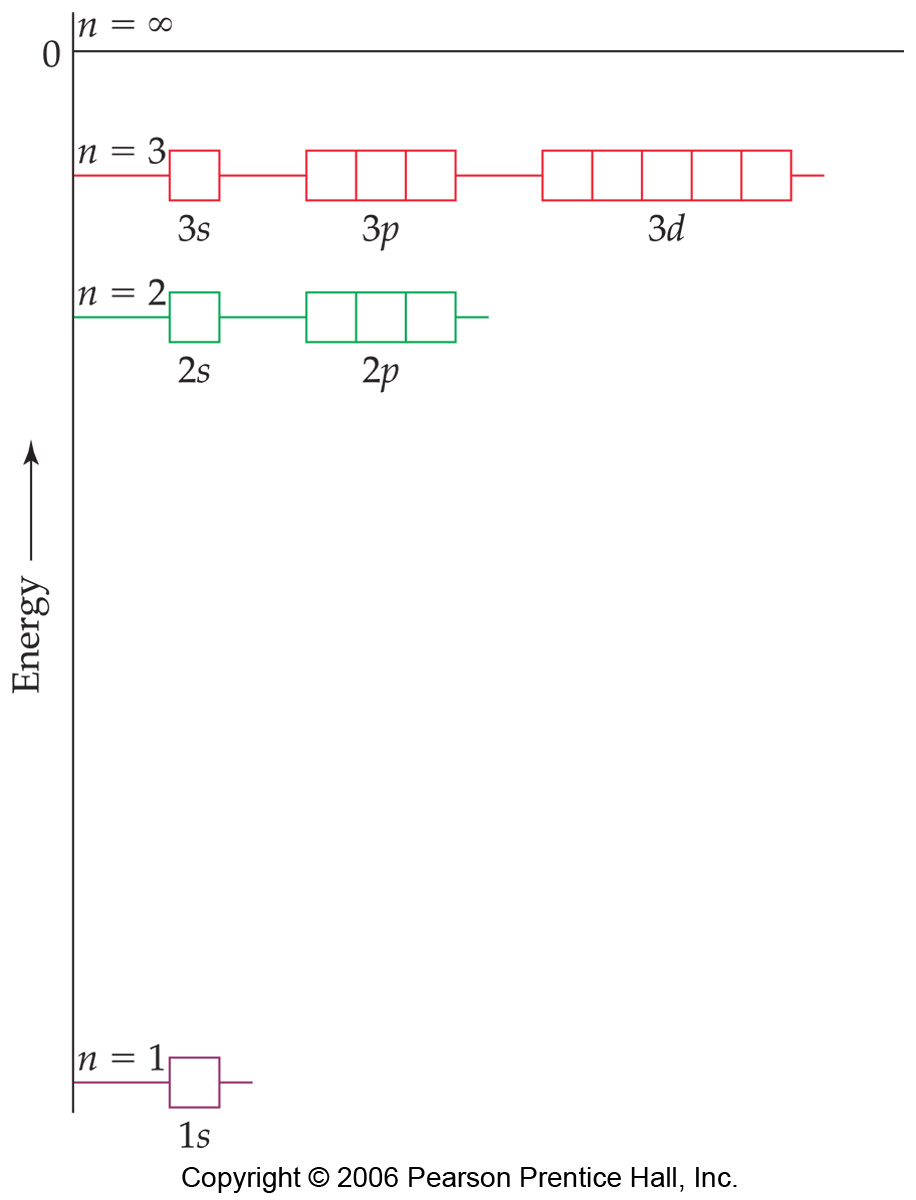 n = ∞
0
n = 3
3s 3p 3d
n = 2
2s 2p
Energy
n = 1
1s
Copyright © 2006 Pearson Prentice Hall, Inc.